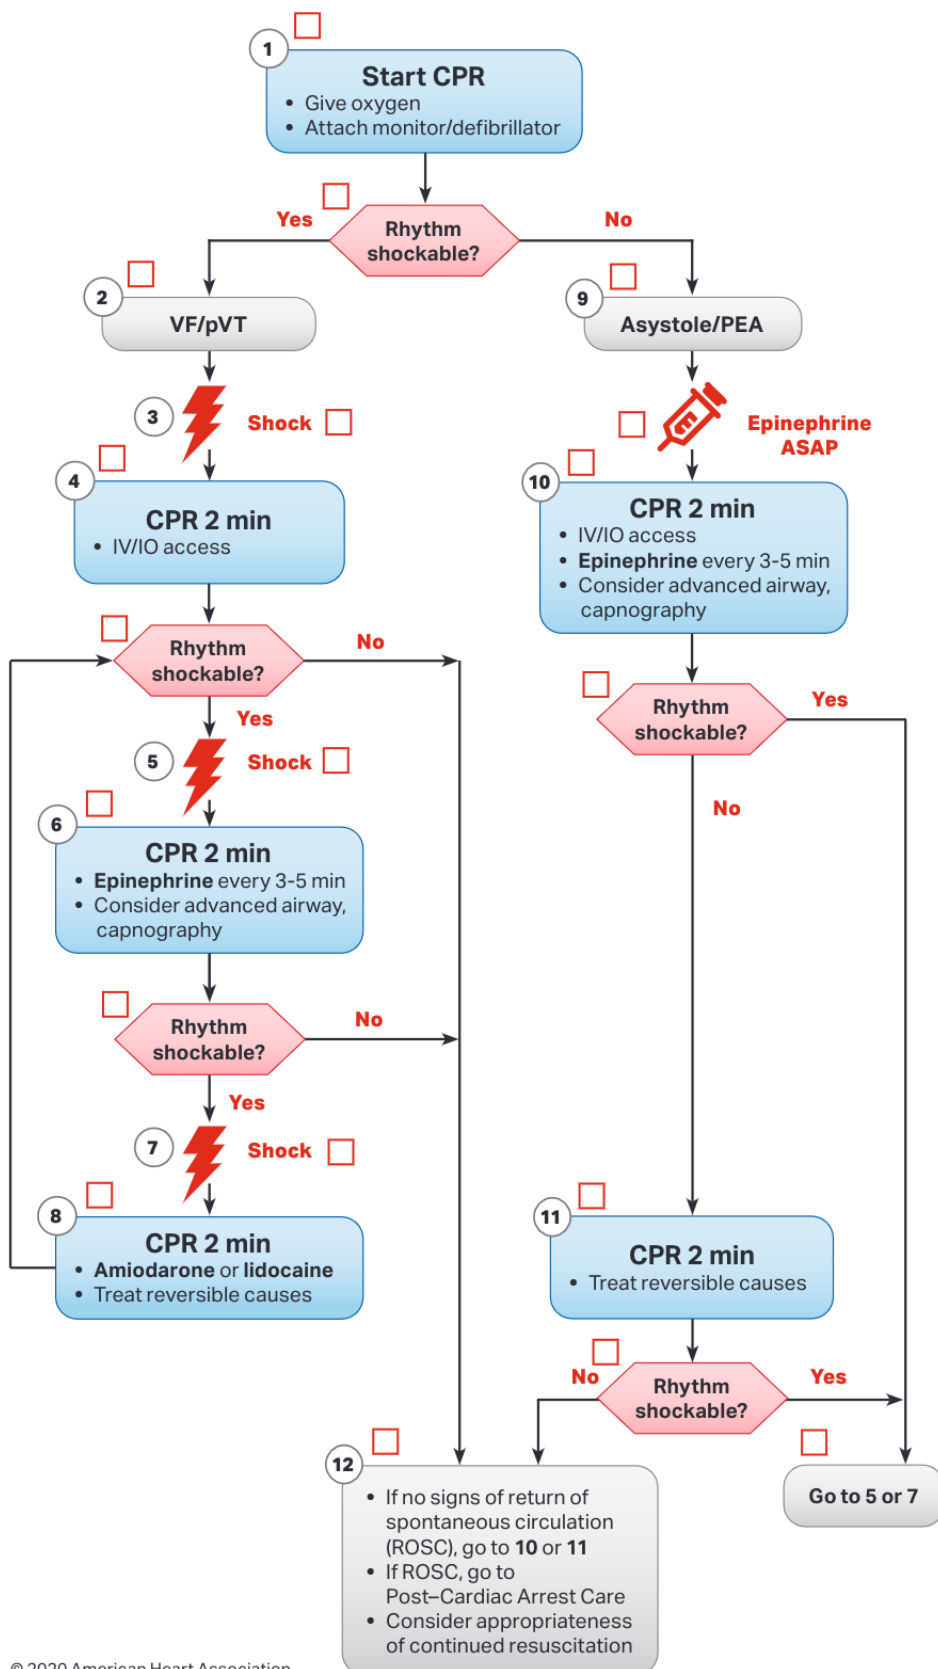 1
Start CPR
• Give oxygen
• Attach monitor/defibrillator
Rhythm
shockable?
Yes
No
2
VF/pVT
3
Shock
4
CPR 2 min
• IV/IO access
Rhythm
shockable?
No
Yes
5
Shock
6
CPR 2 min
• Epinephrine every 3-5 min
• Consider advanced airway,
capnography
Rhythm
shockable?
No
Yes
7
Shock
8
CPR 2 min
• Amiodarone or lidocaine
• Treat reversible causes
9
Asystole/PEA
Epinephrine
ASAP
10
CPR 2 min
• IV/IO access
• Epinephrine every 3-5 min
• Consider advanced airway,
capnography
Rhythm
shockable?
Yes
No
11
CPR 2 min
• Treat reversible causes
Rhythm
shockable?
No
Yes
12
• If no signs of return of
spontaneous circulation
(ROSC), go to 10 or 11
• If ROSC, go to
Post–Cardiac Arrest Care
• Consider appropriateness
of continued resuscitation
Go to 5 or 7
© 2020 American Heart Association